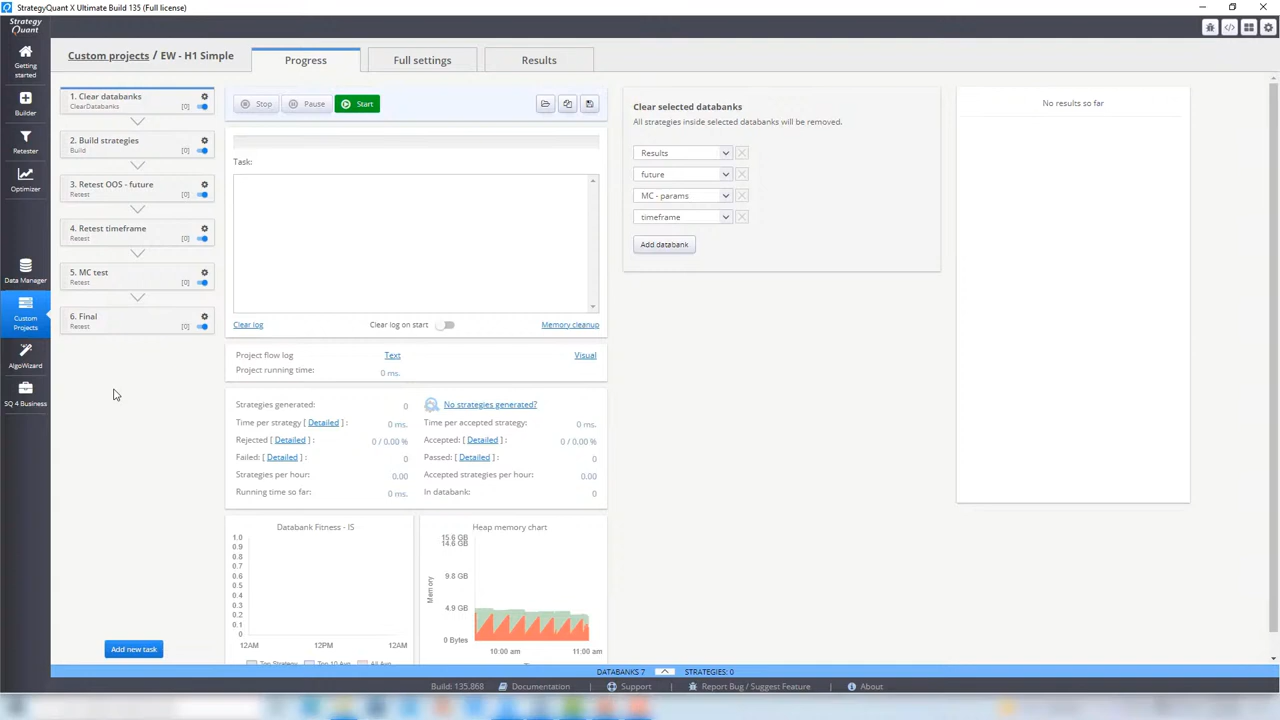 StrategyQuant X Ultimate Build 135 (Full license)
Strategy
Quant
Getting
started
Builder
Retester
Optimizer
Data Manager
Custom
Projects
AlgoWizard
SQ 4 Business
Custom projects / EW - H1 Simple
Progress
Full settings
Results
1. Clear databanks
ClearDatabanks [0]
2. Build strategies
Build [0]
3. Retest OOS - future
Retest [0]
4. Retest timeframe
Retest [0]
5. MC test
Retest [0]
6. Final
Retest [0]
Add new task
Stop
Pause
Start
Task:
Clear log
Clear log on start
Memory cleanup
Project flow log Text Visual
Project running time: 0 ms.
Strategies generated: 0
No strategies generated?
Time per strategy [ Detailed ] : 0 ms.
Time per accepted strategy: 0 ms.
Rejected [ Detailed ] : 0 / 0.00 %
Accepted: [ Detailed ] : 0 / 0.00 %
Failed: [ Detailed ] : 0
Passed: [ Detailed ] : 0
Strategies per hour: 0.00
Accepted strategies per hour: 0.00
Running time so far: 0 ms.
In databank: 0
Databank Fitness - IS
1.0
0.9
0.8
0.7
0.6
0.5
0.4
0.3
0.2
0.1
0
12AM 12PM 12AM
Heap memory chart
Memory
15.6 GB
14.6 GB
9.8 GB
4.9 GB
0 Bytes
10:00 am 11:00 am
Clear selected databanks
All strategies inside selected databanks will be removed.
Results
future
MC - params
timeframe
Add databank
No results so far
DATABANKS 7 STRATEGIES: 0
Build: 135.868 Documentation Support Report Bug / Suggest Feature About